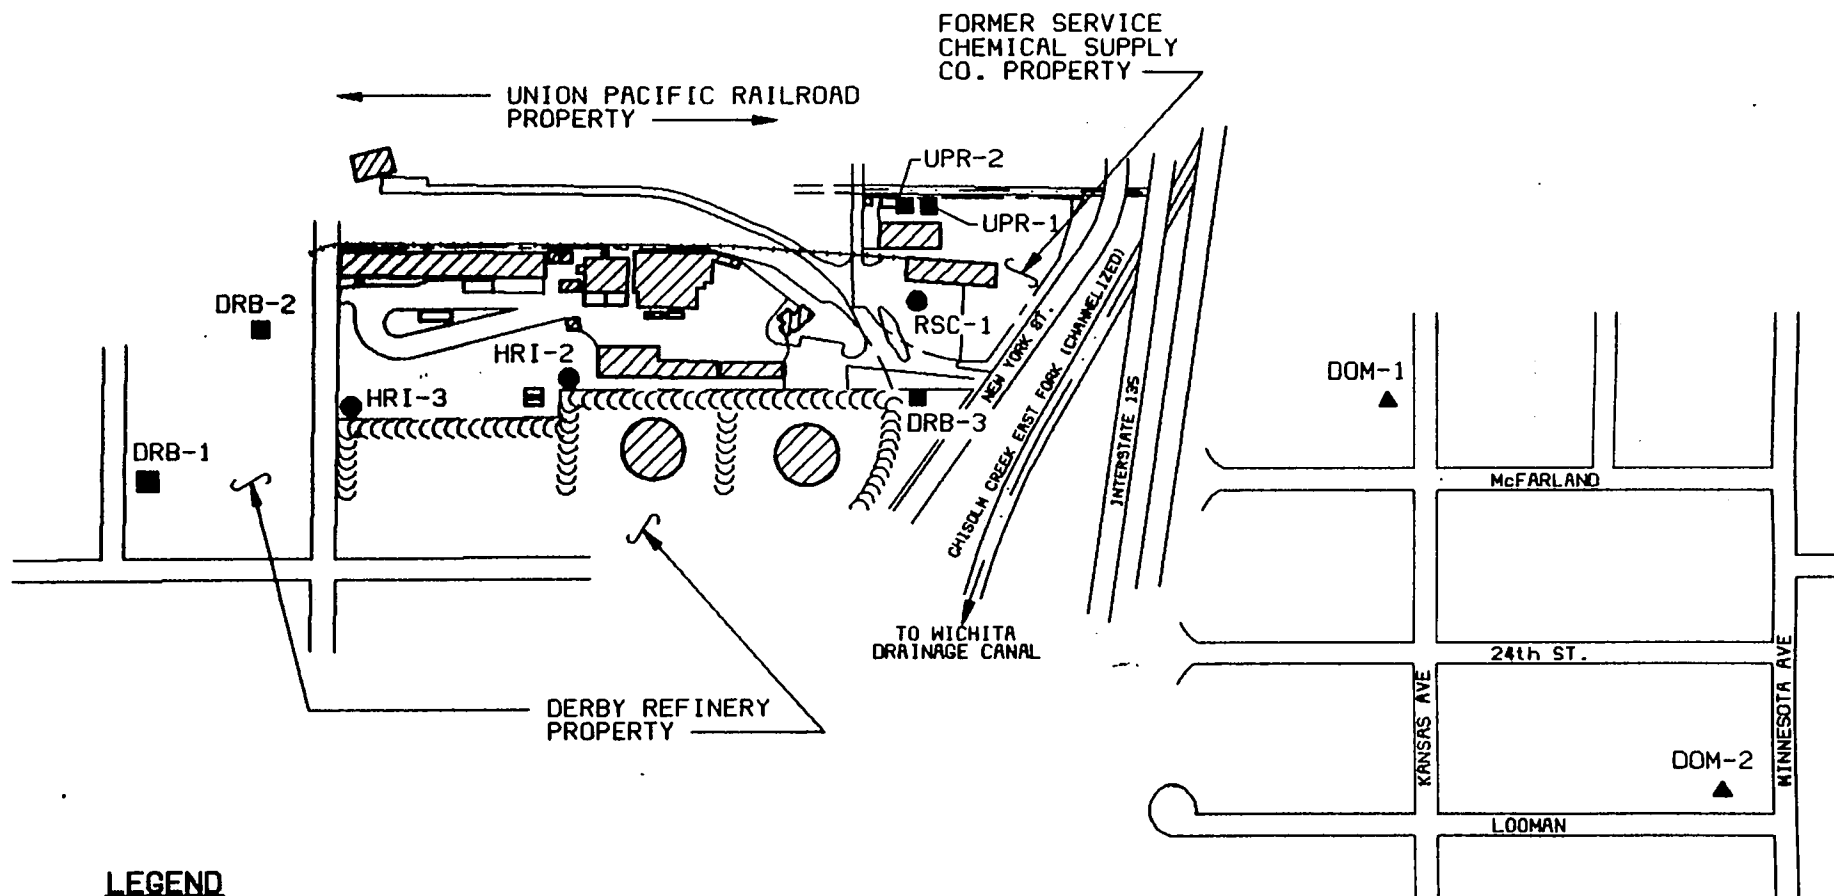 FORMER SERVICE
CHEMICAL SUPPLY
CO. PROPERTY
UNION PACIFIC RAILROAD
PROPERTY
UPR-2
UPR-1
DRB-2
RSC-1
HRI-2
HRI-3
DRB-3
DRB-1
NEW YORK ST.
CHISOLM CREEK EAST FORK (CHANNELIZED)
INTERSTATE 135
DOM-1
McFARLAND
TO WICHITA
DRAINAGE CANAL
24th ST.
KANSAS AVE
MINNESOTA AVE
DERBY REFINERY
PROPERTY
DOM-2
LOOMAN
LEGEND